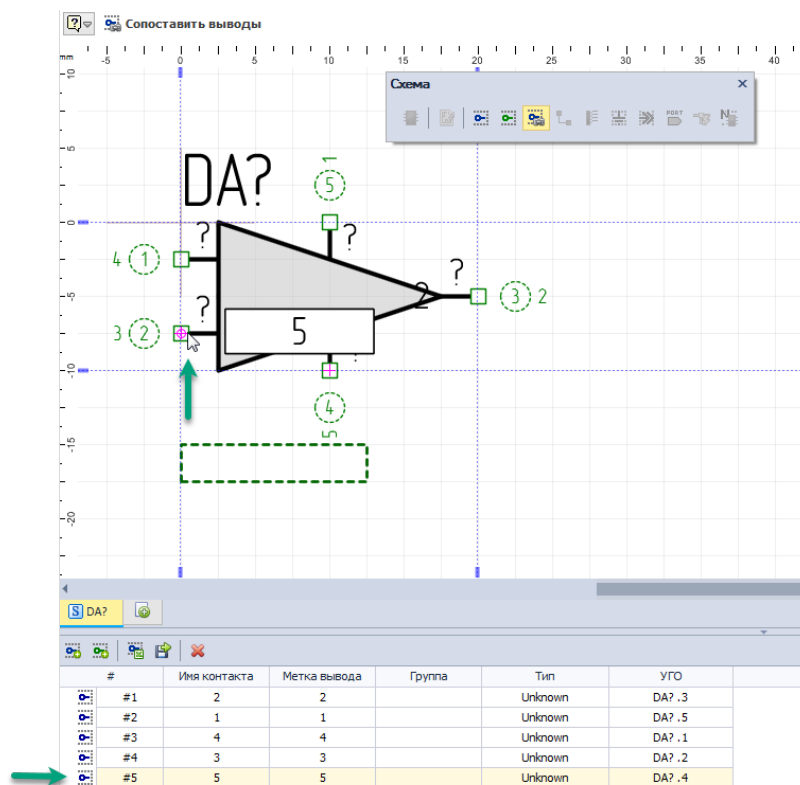 Сопоставить выводы
mm
-5 0 5 10 15 20 25 30 35 40
10
5
0
-5
-10
-15
-20
Схема
PORT
N
DA?
1
5
?
?
4 1
?
3 2
2
?
3 2
5
?
4
5
S DA?
# Имя контакта Метка вывода Группа Тип УГО
#1 2 2 Unknown DA? .3
#2 1 1 Unknown DA? .5
#3 4 4 Unknown DA? .1
#4 3 3 Unknown DA? .2
#5 5 5 Unknown DA? .4